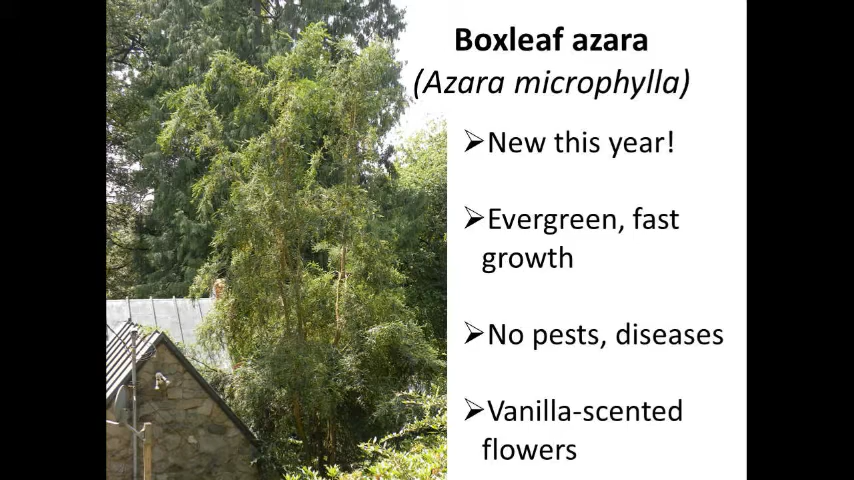 Boxleaf azara
(Azara microphylla)
➢New this year!
➢Evergreen, fast
growth
➢No pests, diseases
➢Vanilla-scented
flowers